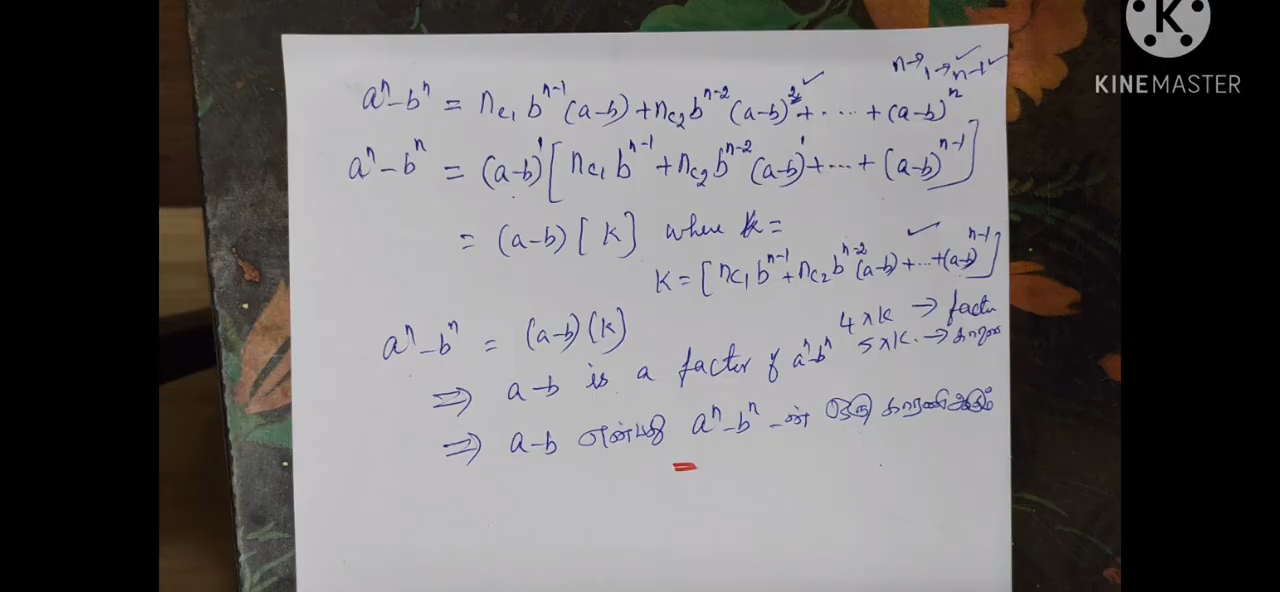 K
KINEMASTER
n→ 1→ n-1
aⁿ-bⁿ = nc₁ bⁿ⁻¹ (a-b) + nc₂ bⁿ⁻² (a-b)² + .... + (a-b)ⁿ
aⁿ-bⁿ = (a-b)¹ [nc₁ bⁿ⁻¹ + nc₂ bⁿ⁻² (a-b)¹ + ... + (a-b)ⁿ⁻¹]
= (a-b) [K] where k =
K = [nc₁ bⁿ⁻¹ + nc₂ bⁿ⁻² (a-b) + ... + (a-b)ⁿ⁻¹]
aⁿ-bⁿ = (a-b) (K)
4 x K → factor
5 x K. →
⇒ a-b is a factor of aⁿ-bⁿ
⇒ a-b என்பது aⁿ-bⁿ -ன் ஒரு காரணி ஆகும்